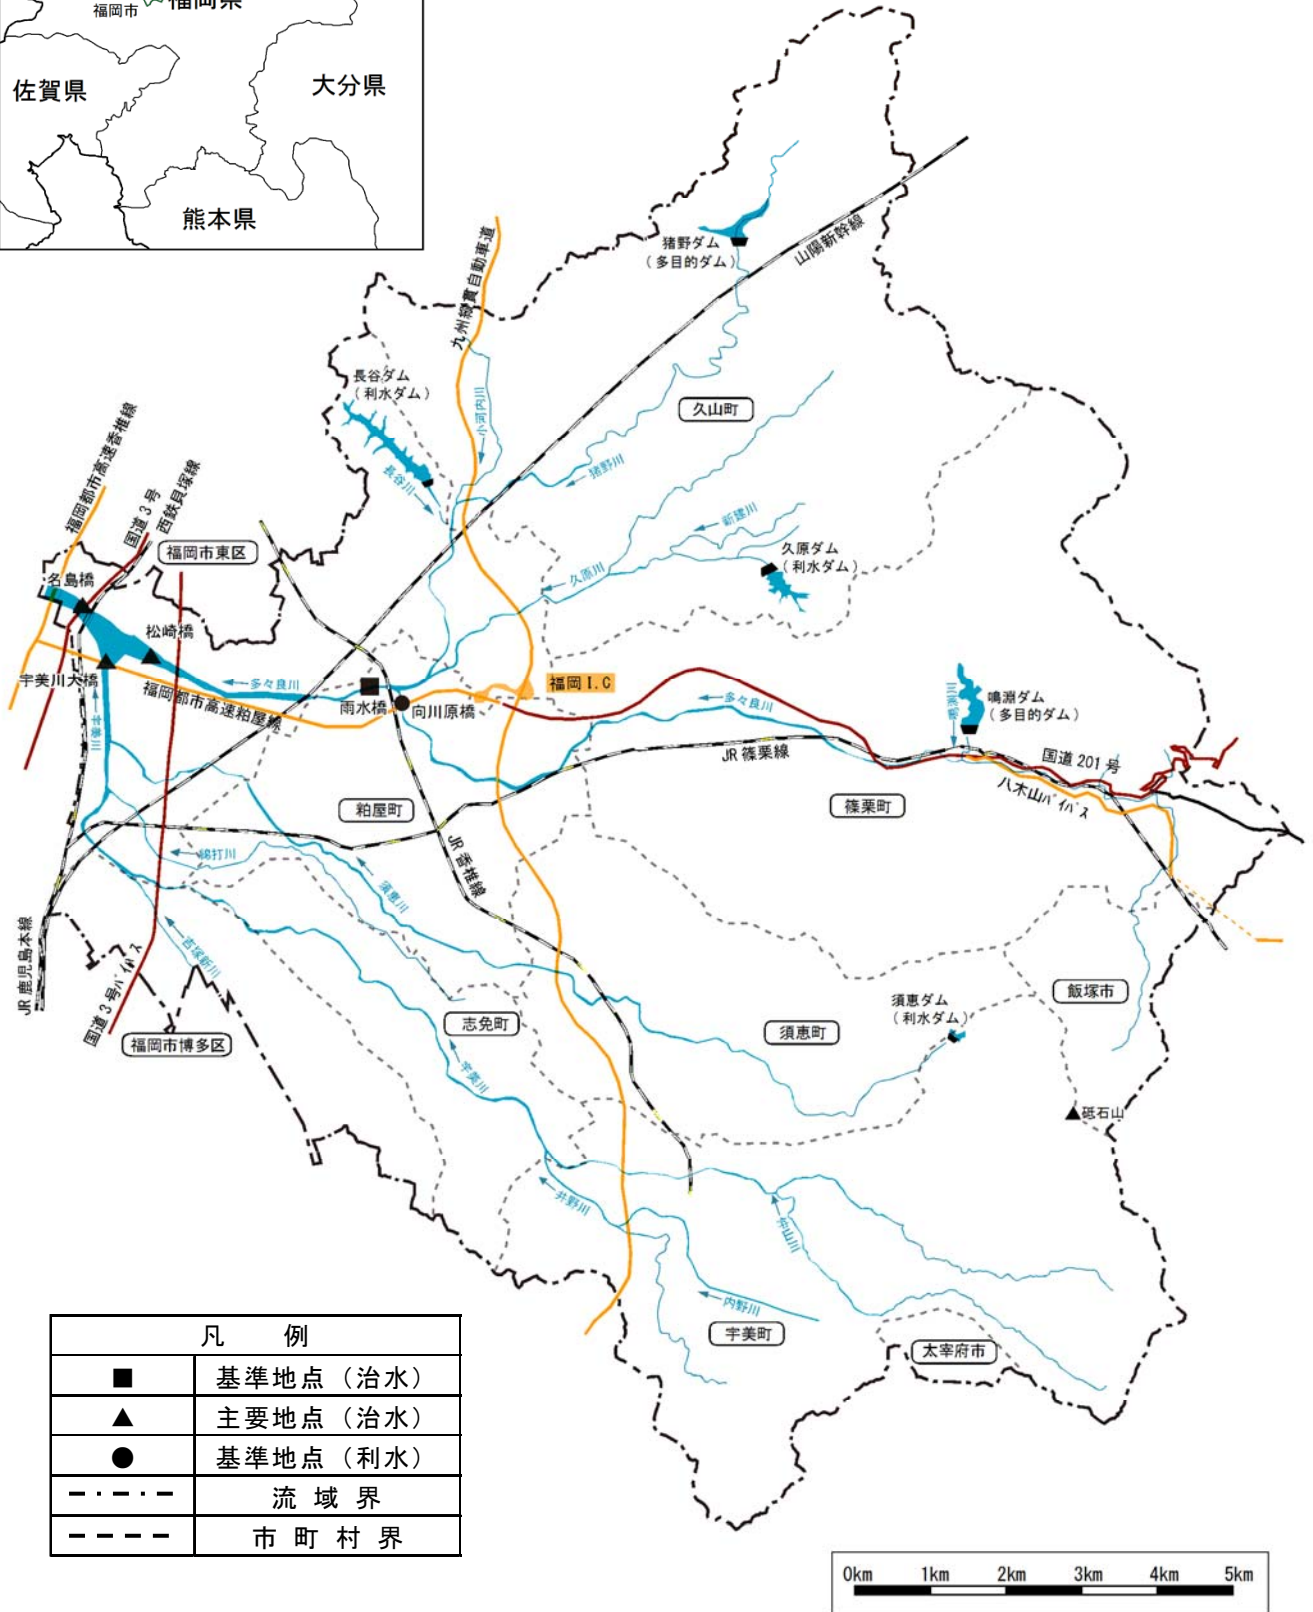 福岡市
福岡県
佐賀県
大分県
熊本県
猪野ダム
（多目的ダム）
山陽新幹線
九州縦貫自動車道
長谷ダム
（利水ダム）
小河内川
久山町
長谷川
猪野川
福岡都市高速香椎線
国道３号
西鉄貝塚線
福岡市東区
新建川
久原ダム
（利水ダム）
久原川
名島橋
松崎橋
宇美川大橋
多々良川
福岡都市高速粕屋線
雨水橋
向川原橋
福岡I.C
多々良川
鳴淵川
鳴淵ダム
（多目的ダム）
宇美川
JR篠栗線
国道201号
八木山バイパス
粕屋町
篠栗町
JR香椎線
綿打川
須恵川
吉塚新川
JR鹿児島本線
国道3号バイパス
福岡市博多区
志免町
須恵町
須恵ダム
（利水ダム）
飯塚市
宇美川
砥石山
井野川
仲山川
内野川
宇美町
太宰府市
凡　例
■ 基準地点（治水）
▲ 主要地点（治水）
● 基準地点（利水）
流域界
市町村界
0km 1km 2km 3km 4km 5km